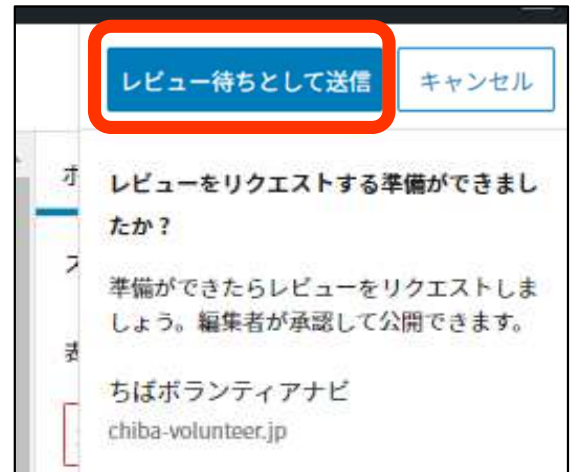 レビュー待ちとして送信
キャンセル
レビューをリクエストする準備ができまし
たか？
準備ができたらレビューをリクエストしま
しょう。編集者が承認して公開できます。
ちばボランティアナビ
chiba-volunteer.jp